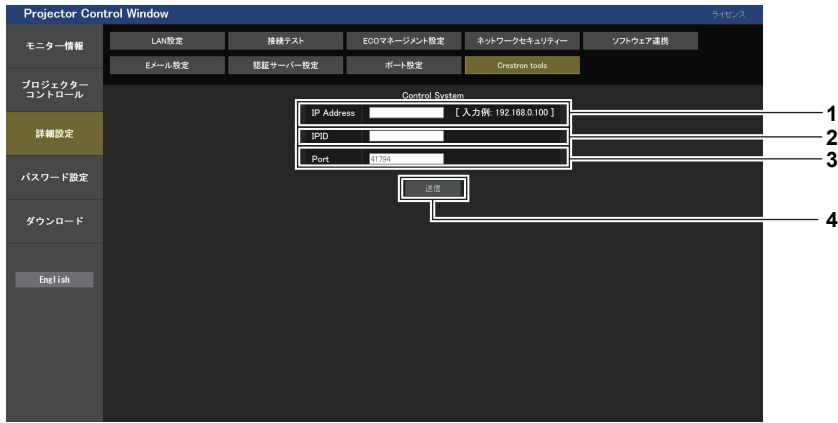 Projector Control Window
ライセンス
モニター情報
LAN設定
接続テスト
ECOマネージメント設定
ネットワークセキュリティー
ソフトウェア連携
Eメール設定
認証サーバー設定
ポート設定
Crestron tools
プロジェクター
コントロール
詳細設定
パスワード設定
ダウンロード
English
Control System
IP Address [ 入力例: 192.168.0.100 ]
1
IPID
2
Port 41794
3
送信
4